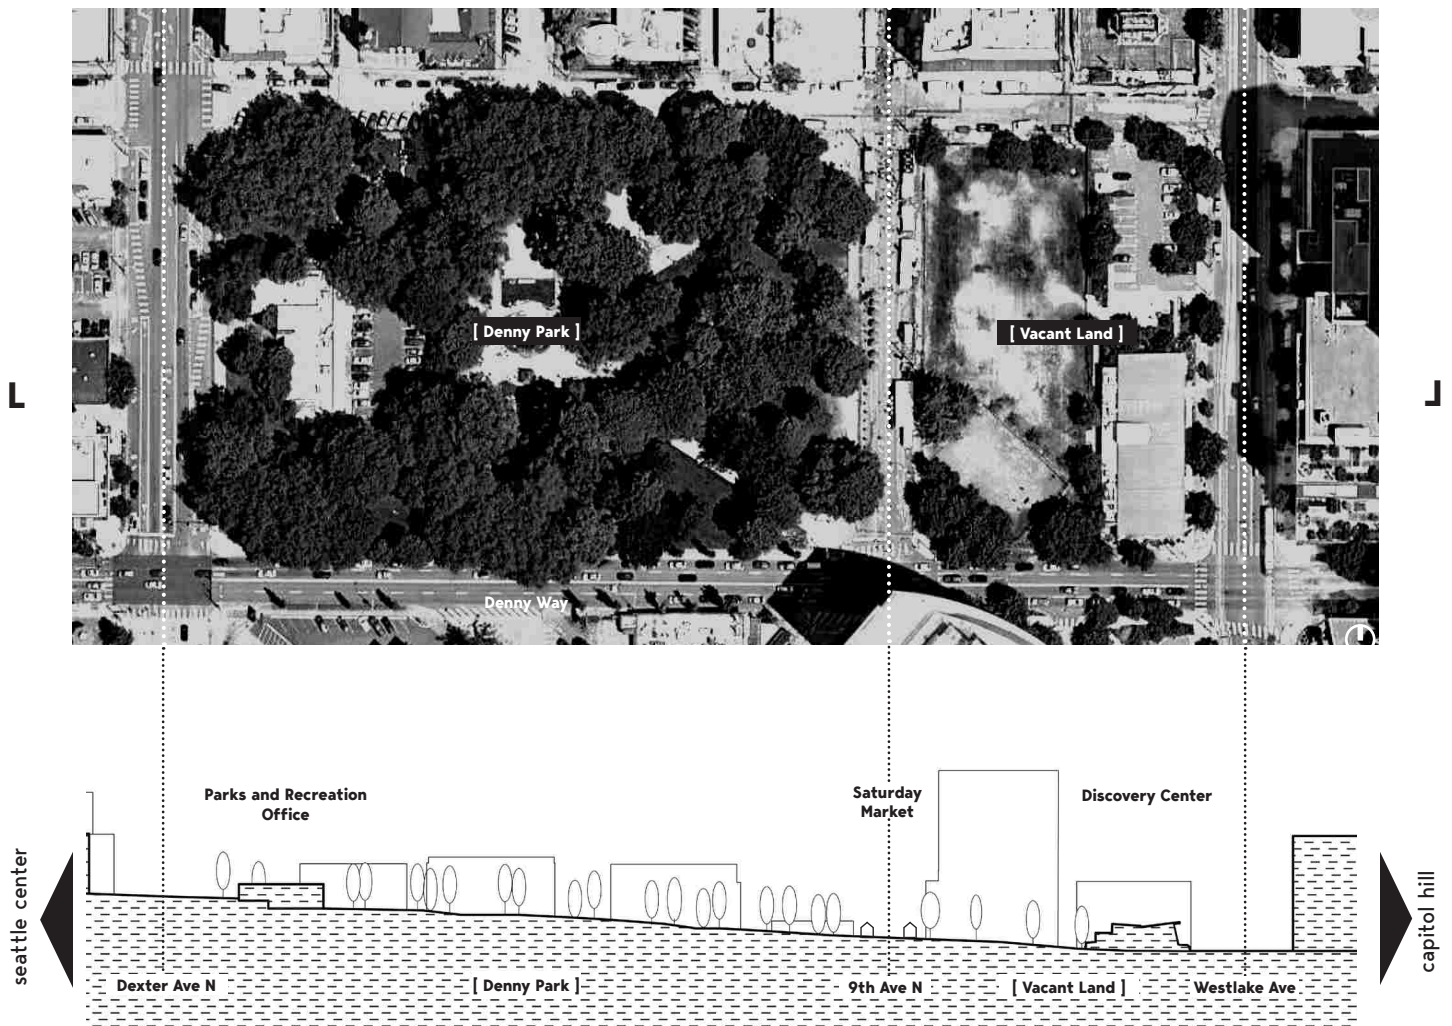 [ Denny Park ]
[ Vacant Land ]
Denny Way
Parks and Recreation
Office
Saturday
Market
Discovery Center
seattle center
capitol hill
Dexter Ave N
[ Denny Park ]
9th Ave N
[ Vacant Land ]
Westlake Ave